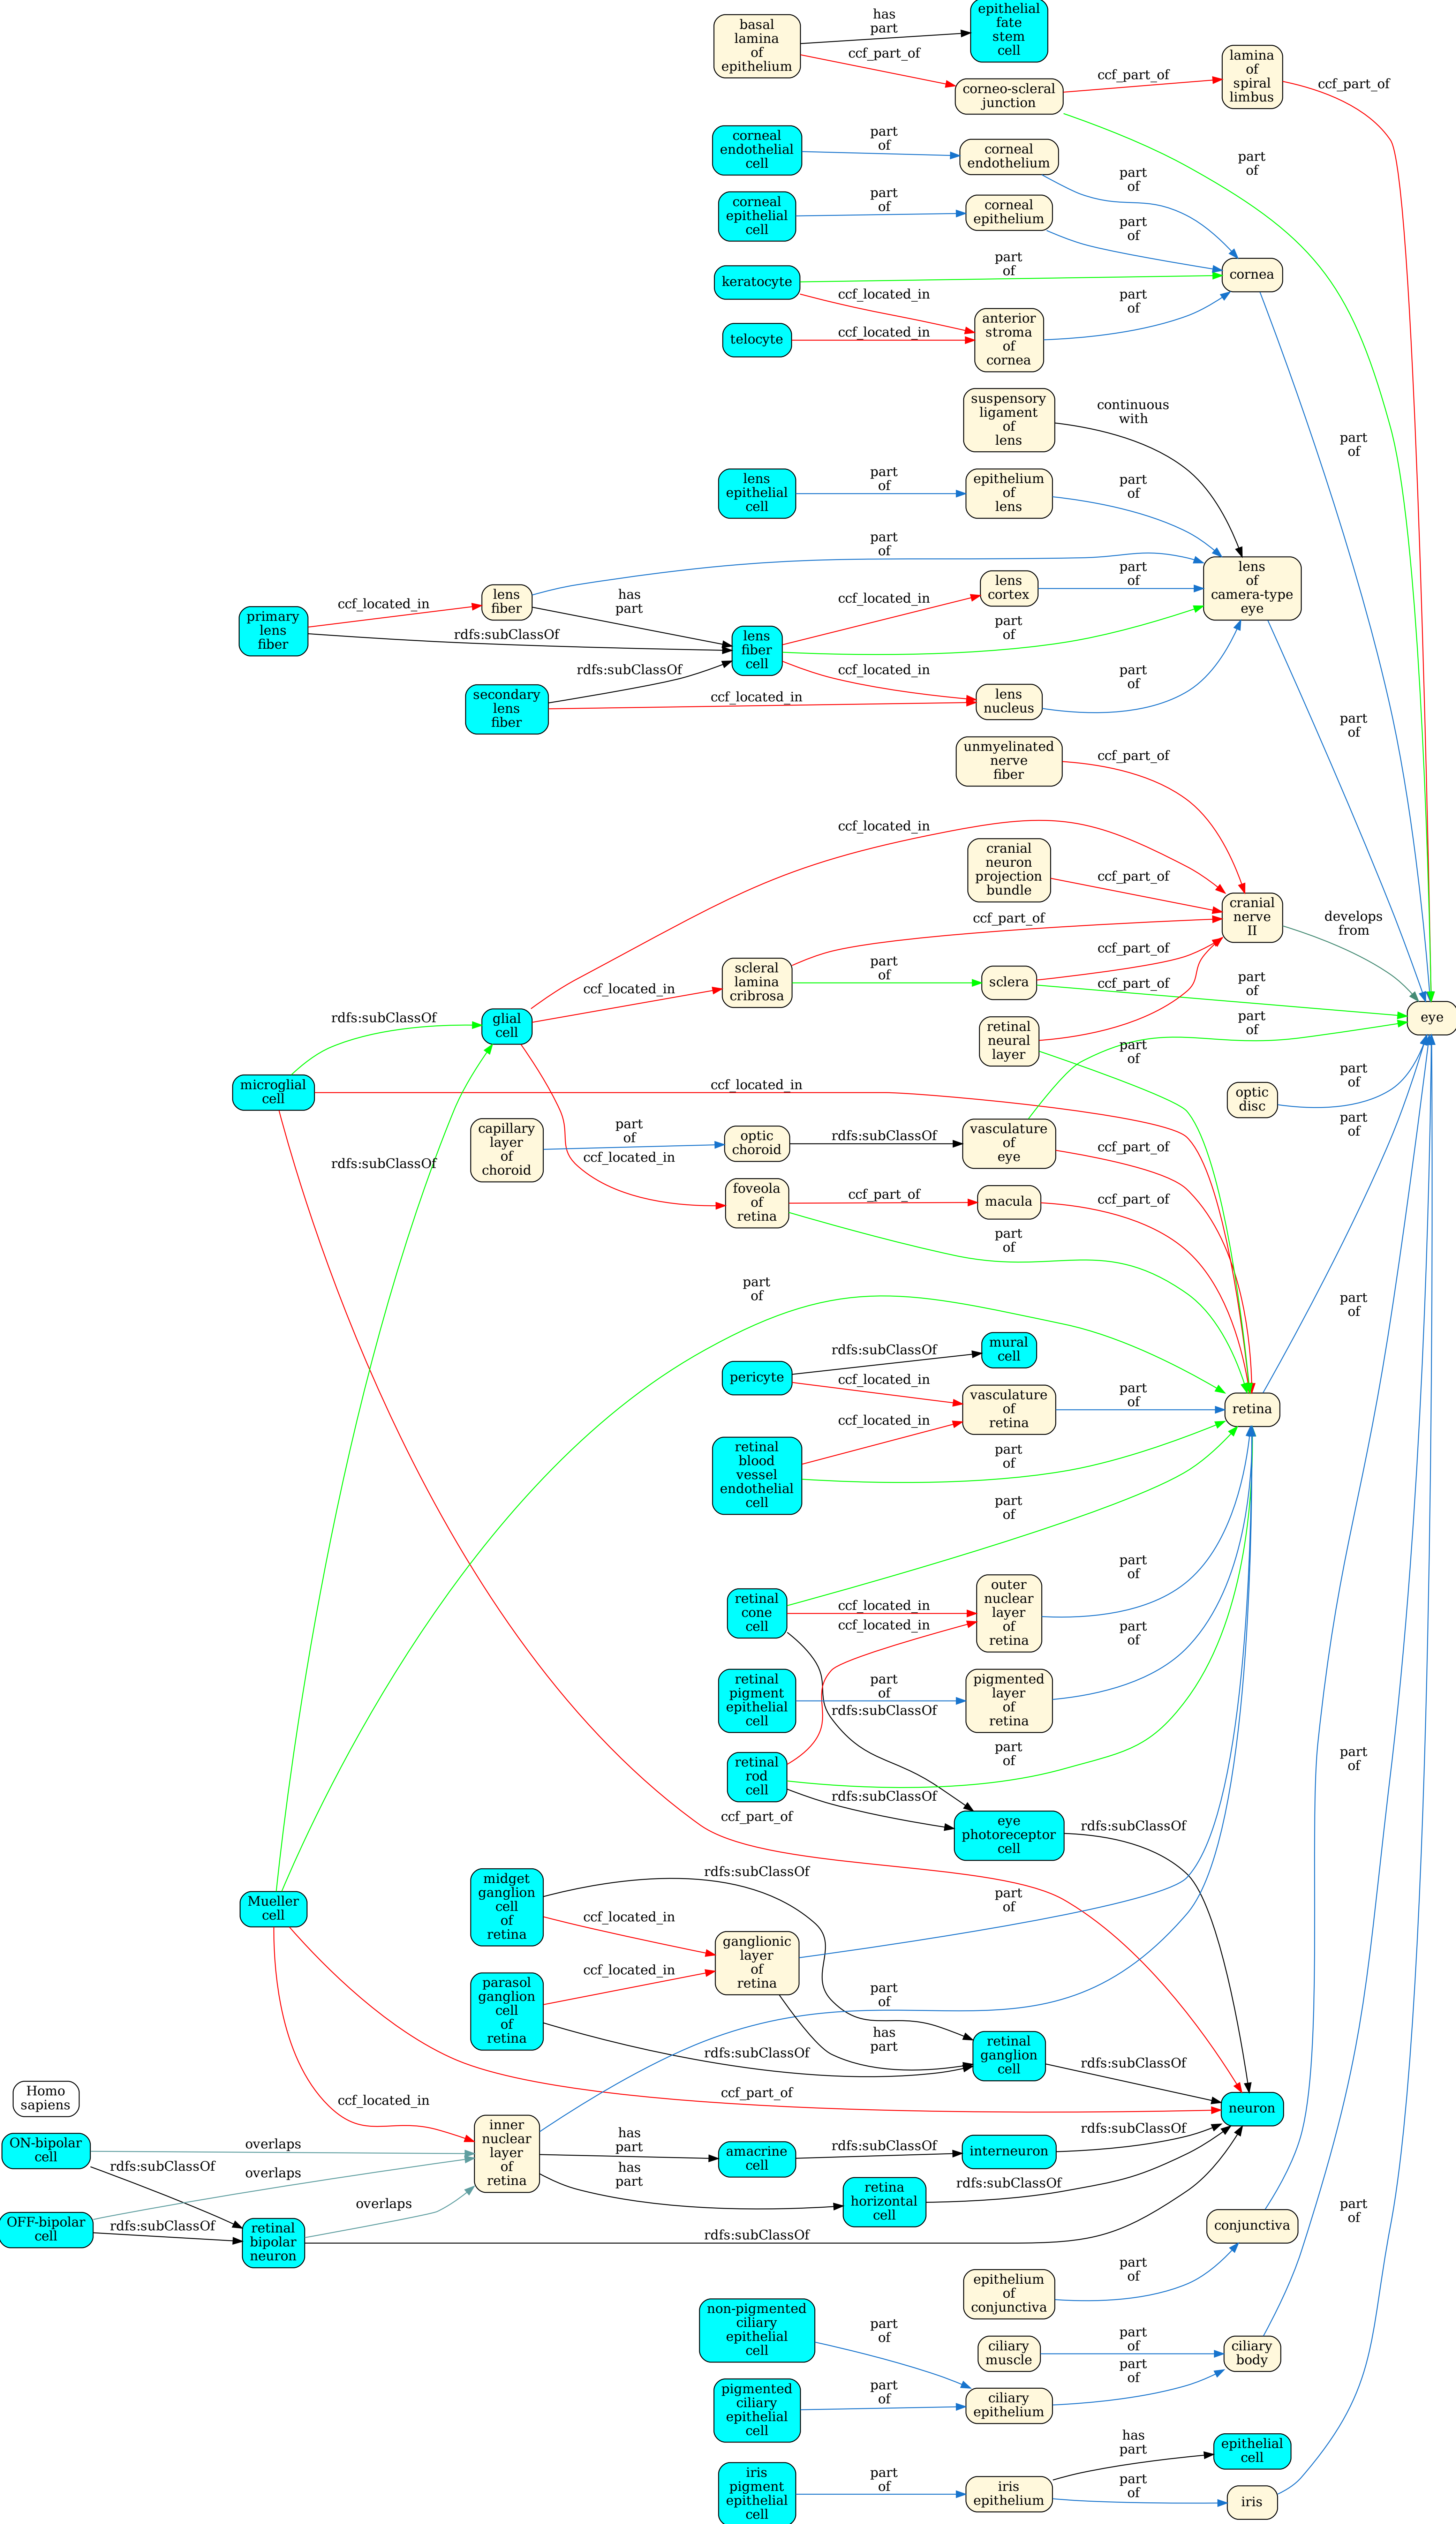 basal
lamina
of
epithelium
has
part
epithelial
fate
stem
cell
ccf_part_of
corneo-scleral
junction
ccf_part_of
lamina
of
spiral
limbus
ccf_part_of
part
of
corneal
endothelial
cell
part
of
corneal
endothelium
part
of
corneal
epithelial
cell
part
of
corneal
epithelium
part
of
cornea
keratocyte
part
of
ccf_located_in
telocyte
ccf_located_in
anterior
stroma
of
cornea
part
of
part
of
suspensory
ligament
of
lens
continuous
with
lens
epithelial
cell
part
of
epithelium
of
lens
part
of
part
of
lens
of
camera-type
eye
primary
lens
fiber
ccf_located_in
rdfs:subClassOf
lens
fiber
has
part
lens
fiber
cell
ccf_located_in
lens
cortex
part
of
part
of
secondary
lens
fiber
rdfs:subClassOf
ccf_located_in
ccf_located_in
lens
nucleus
part
of
part
of
unmyelinated
nerve
fiber
ccf_part_of
ccf_located_in
cranial
neuron
projection
bundle
ccf_part_of
cranial
nerve
II
develops
from
scleral
lamina
cribrosa
ccf_part_of
part
of
sclera
ccf_part_of
part
of
ccf_located_in
glial
cell
rdfs:subClassOf
retinal
neural
layer
ccf_part_of
part
of
part
of
eye
microglial
cell
ccf_located_in
optic
disc
part
of
part
of
capillary
layer
of
choroid
part
of
optic
choroid
rdfs:subClassOf
vasculature
of
eye
ccf_part_of
rdfs:subClassOf
ccf_located_in
foveola
of
retina
ccf_part_of
macula
ccf_part_of
part
of
part
of
part
of
pericyte
rdfs:subClassOf
mural
cell
ccf_located_in
vasculature
of
retina
part
of
retina
ccf_located_in
retinal
blood
vessel
endothelial
cell
part
of
part
of
retinal
cone
cell
ccf_located_in
ccf_located_in
outer
nuclear
layer
of
retina
part
of
retinal
pigment
epithelial
cell
part
of
rdfs:subClassOf
pigmented
layer
of
retina
part
of
retinal
rod
cell
part
of
rdfs:subClassOf
part
of
ccf_part_of
eye
photoreceptor
cell
rdfs:subClassOf
Mueller
cell
midget
ganglion
cell
of
retina
rdfs:subClassOf
ccf_located_in
ganglionic
layer
of
retina
part
of
parasol
ganglion
cell
of
retina
ccf_located_in
rdfs:subClassOf
part
of
has
part
retinal
ganglion
cell
rdfs:subClassOf
ccf_part_of
neuron
Homo
sapiens
ccf_located_in
ON-bipolar
cell
overlaps
rdfs:subClassOf
inner
nuclear
layer
of
retina
has
part
amacrine
cell
rdfs:subClassOf
interneuron
rdfs:subClassOf
overlaps
has
part
retina
horizontal
cell
rdfs:subClassOf
OFF-bipolar
cell
rdfs:subClassOf
retinal
bipolar
neuron
overlaps
rdfs:subClassOf
conjunctiva
part
of
epithelium
of
conjunctiva
part
of
non-pigmented
ciliary
epithelial
cell
part
of
ciliary
muscle
part
of
ciliary
body
pigmented
ciliary
epithelial
cell
part
of
ciliary
epithelium
part
of
iris
pigment
epithelial
cell
part
of
iris
epithelium
has
part
epithelial
cell
part
of
iris